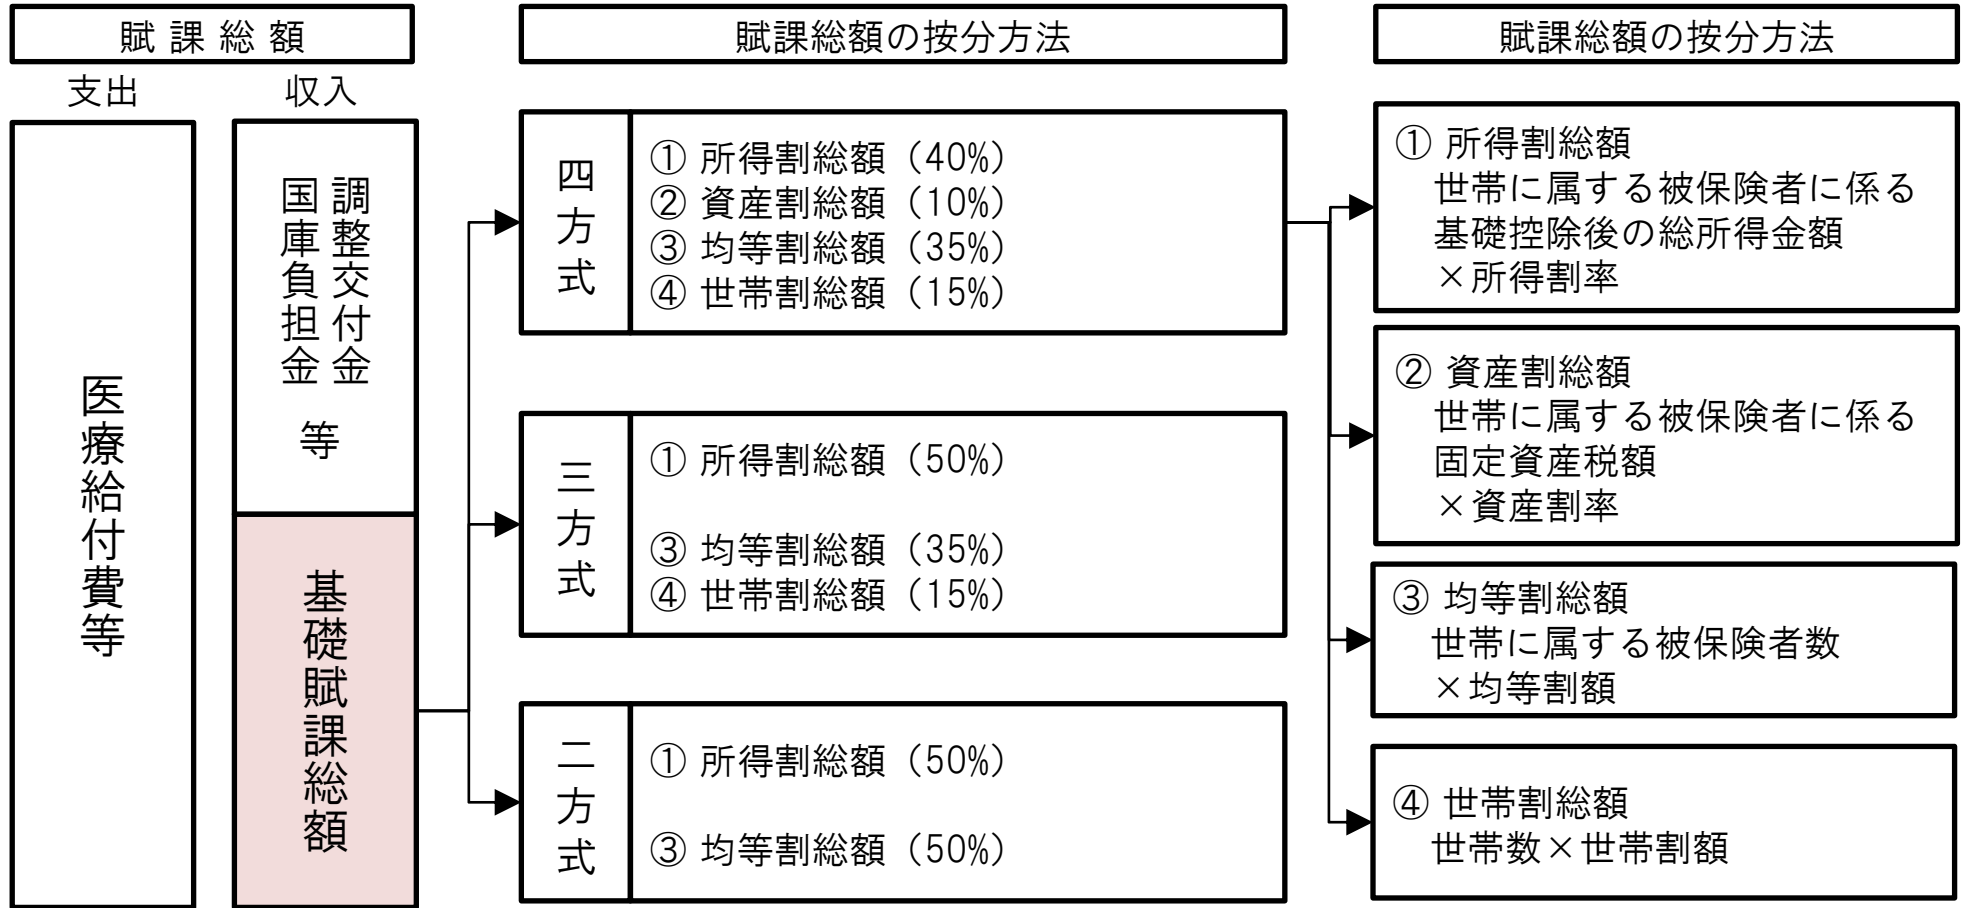 賦課総額
支出
収入
医療給付費等
調整交付金
国庫負担金
等
基礎賦課総額
賦課総額の按分方法
四方式
① 所得割総額（40%）
② 資産割総額（10%）
③ 均等割総額（35%）
④ 世帯割総額（15%）
三方式
① 所得割総額（50%）
③ 均等割総額（35%）
④ 世帯割総額（15%）
二方式
① 所得割総額（50%）
③ 均等割総額（50%）
賦課総額の按分方法
① 所得割総額
世帯に属する被保険者に係る
基礎控除後の総所得金額
×所得割率
② 資産割総額
世帯に属する被保険者に係る
固定資産税額
×資産割率
③ 均等割総額
世帯に属する被保険者数
×均等割額
④ 世帯割総額
世帯数×世帯割額